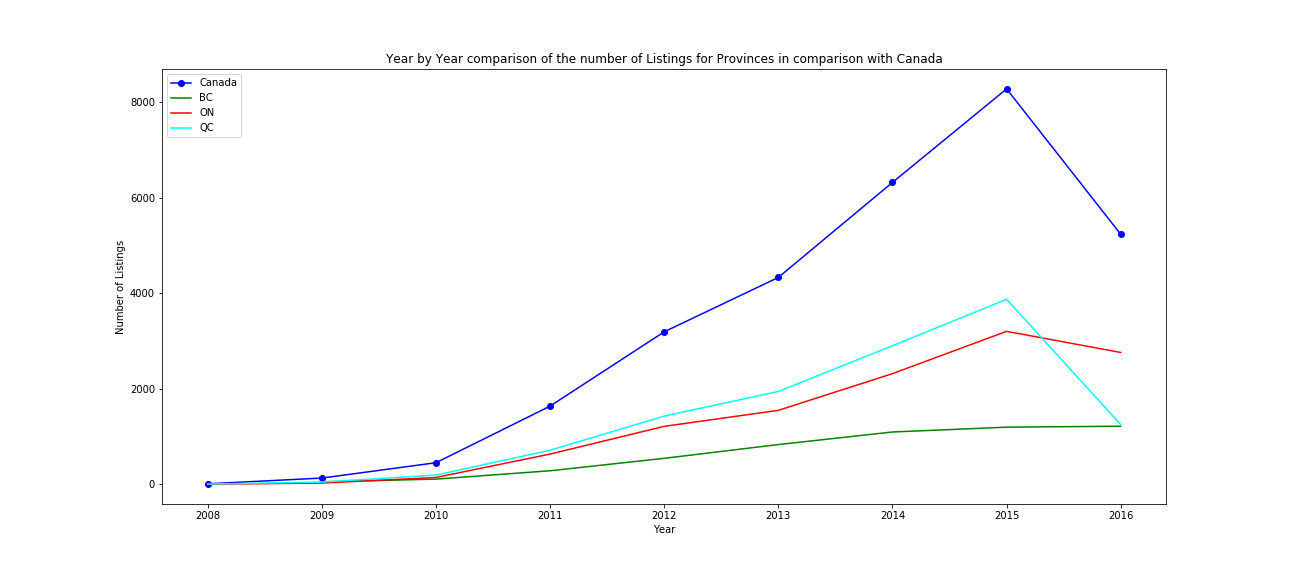 Year by Year comparison of the number of Listings for Provinces in comparison with Canada
Canada
BC
ON
QC
Number of Listings
8000
6000
4000
2000
0
2008 2009 2010 2011 2012 2013 2014 2015 2016
Year